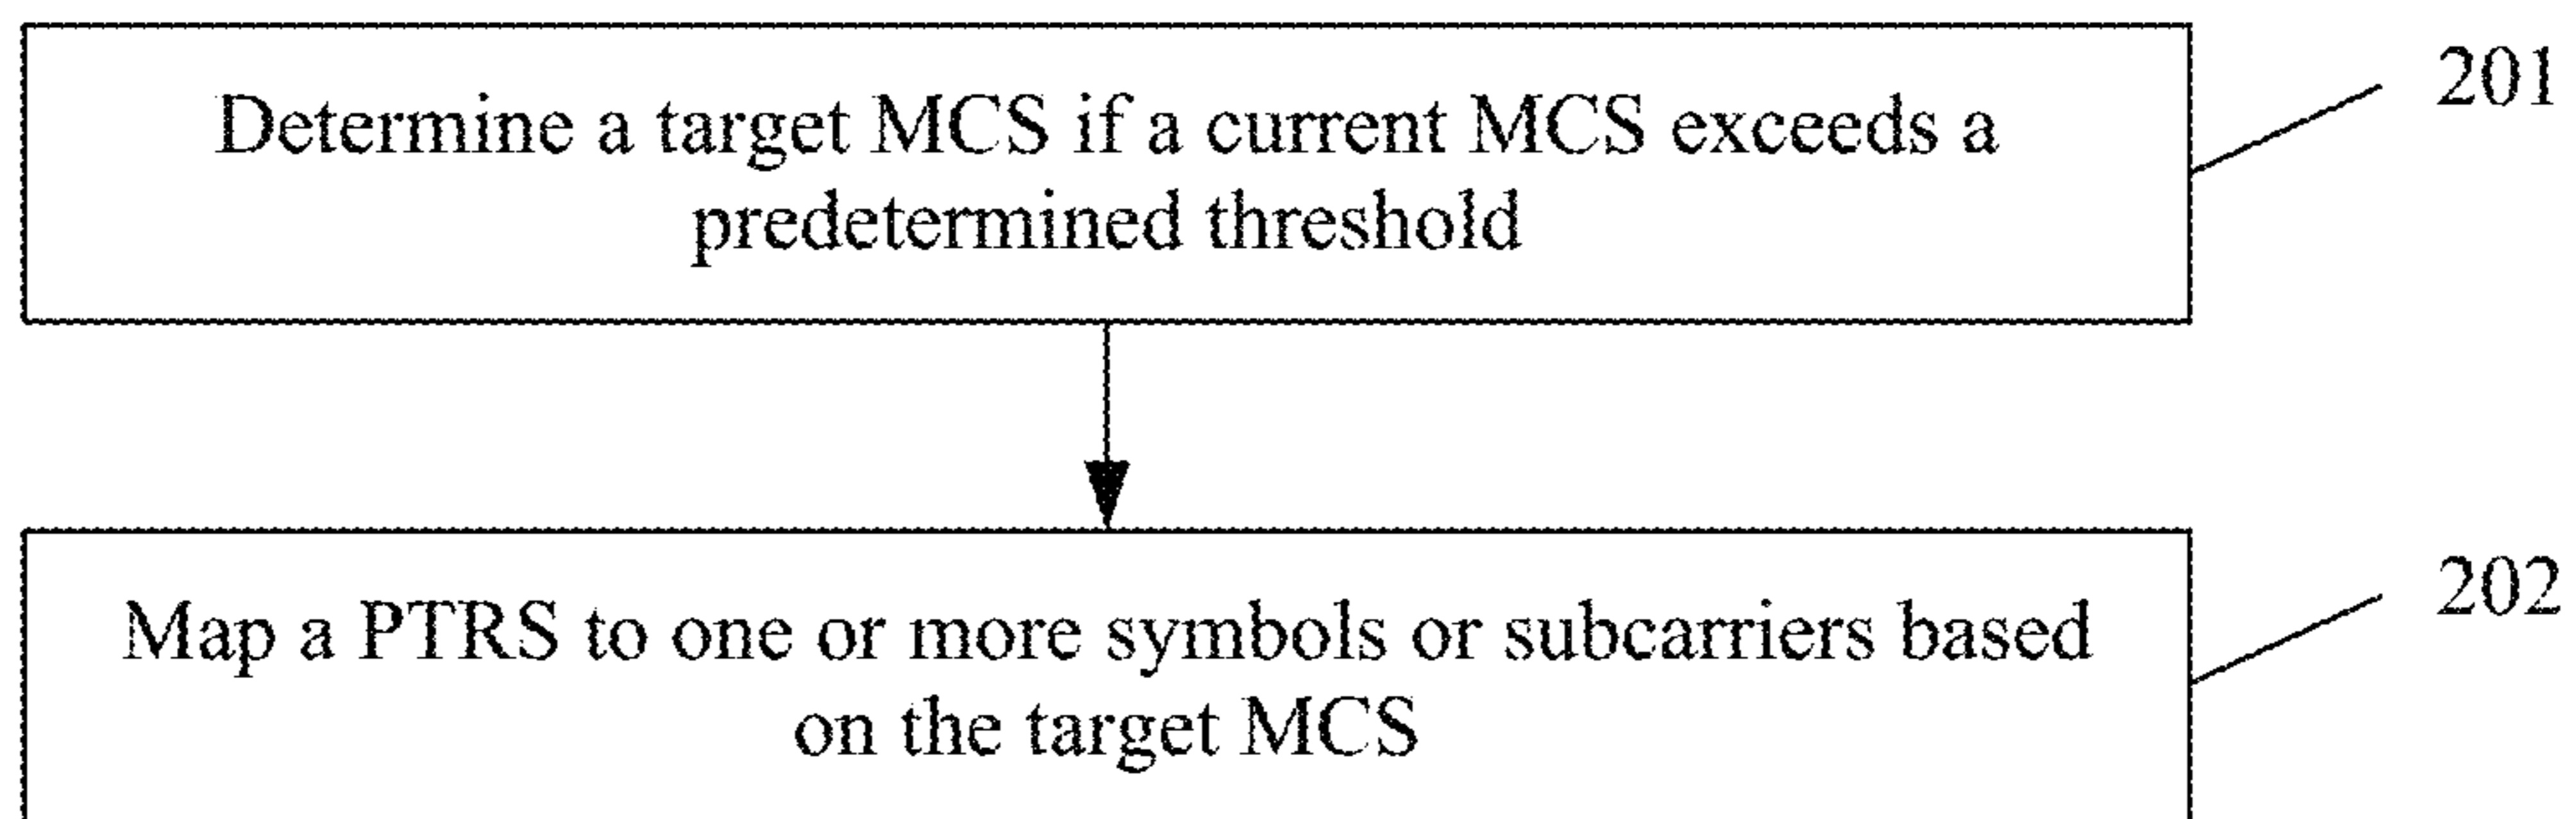 Determine a target MCS if a current MCS exceeds a
predetermined threshold
201
Map a PTRS to one or more symbols or subcarriers based
on the target MCS
202